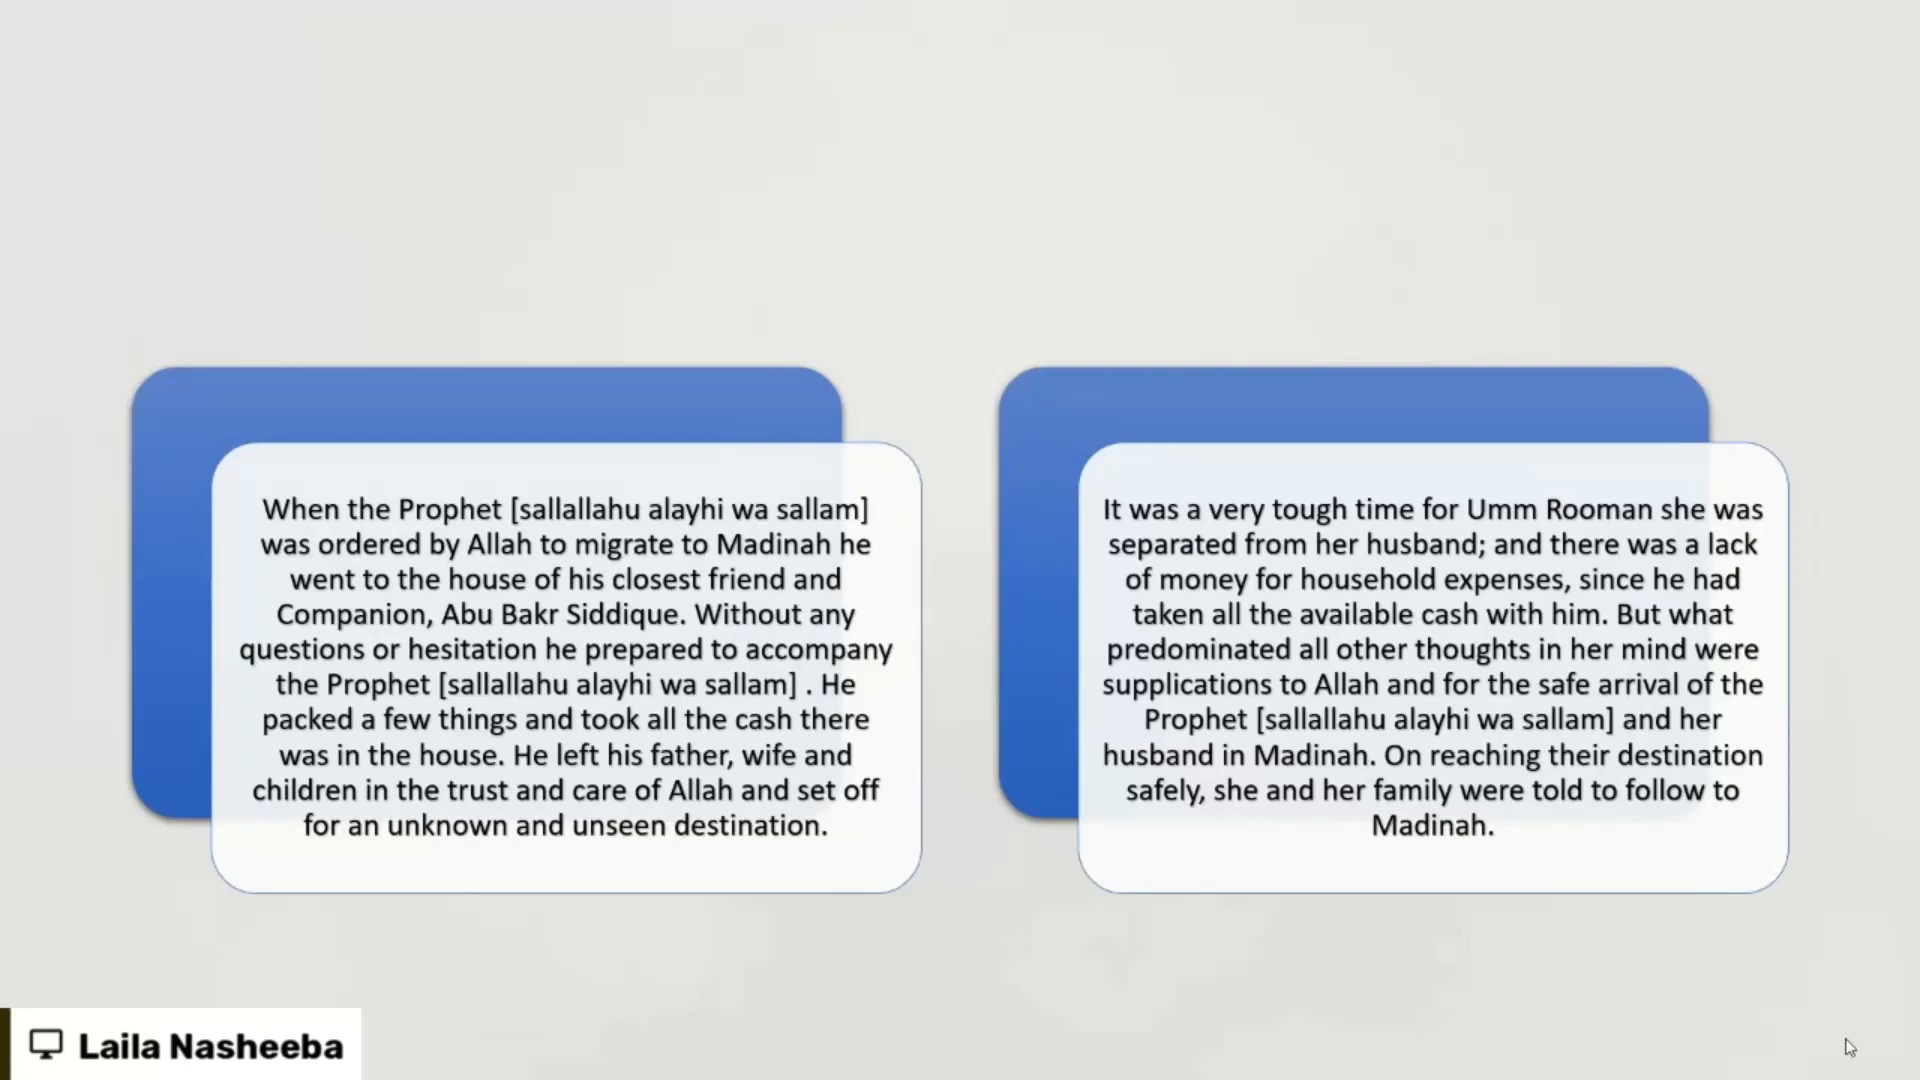 When the Prophet [sallallahu alayhi wa sallam]
was ordered by Allah to migrate to Madinah he
went to the house of his closest friend and
Companion, Abu Bakr Siddique. Without any
questions or hesitation he prepared to accompany
the Prophet [sallallahu alayhi wa sallam] . He
packed a few things and took all the cash there
was in the house. He left his father, wife and
children in the trust and care of Allah and set off
for an unknown and unseen destination.
It was a very tough time for Umm Rooman she was
separated from her husband; and there was a lack
of money for household expenses, since he had
taken all the available cash with him. But what
predominated all other thoughts in her mind were
supplications to Allah and for the safe arrival of the
Prophet [sallallahu alayhi wa sallam] and her
husband in Madinah. On reaching their destination
safely, she and her family were told to follow to
Madinah.
Laila Nasheeba